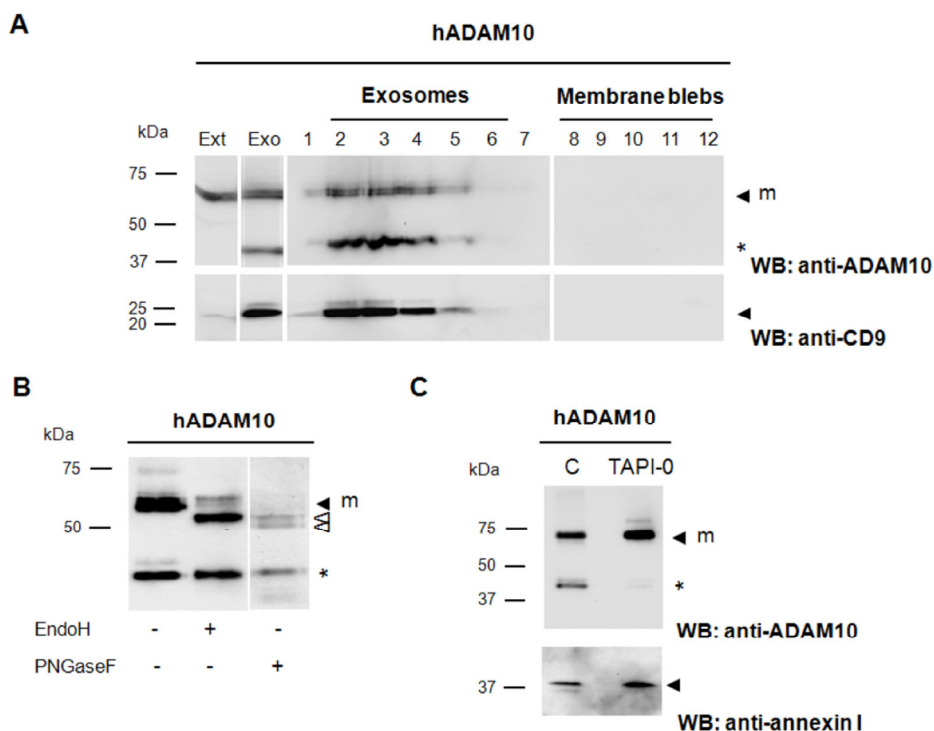 A
hADAM10
Exosomes Membrane blebs
kDa Ext Exo 1 2 3 4 5 6 7 8 9 10 11 12
75
m
50
*
37
WB: anti-ADAM10
25
20
WB: anti-CD9
B
hADAM10
kDa
75
m
50
*
EndoH - + -
PNGaseF - - +
C
hADAM10
kDa C TAPI-0
75
m
50
*
37
WB: anti-ADAM10
37
WB: anti-annexin I